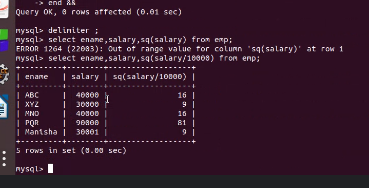 -> end &&
Query OK, 0 rows affected (0.01 sec)
mysql> delimiter ;
mysql> select ename,salary,sq(salary) from emp;
ERROR 1264 (22003): Out of range value for column 'sq(salary)' at row 1
mysql> select ename,salary,sq(salary/10000) from emp;
+---------+--------+------------------+
| ename | salary | sq(salary/10000) |
+---------+--------+------------------+
| ABC | 40000 | 16 |
| XYZ | 30000 | 9 |
| MNO | 40000 | 16 |
| PQR | 90000 | 81 |
| Manisha | 30001 | 9 |
+---------+--------+------------------+
5 rows in set (0.00 sec)
mysql>